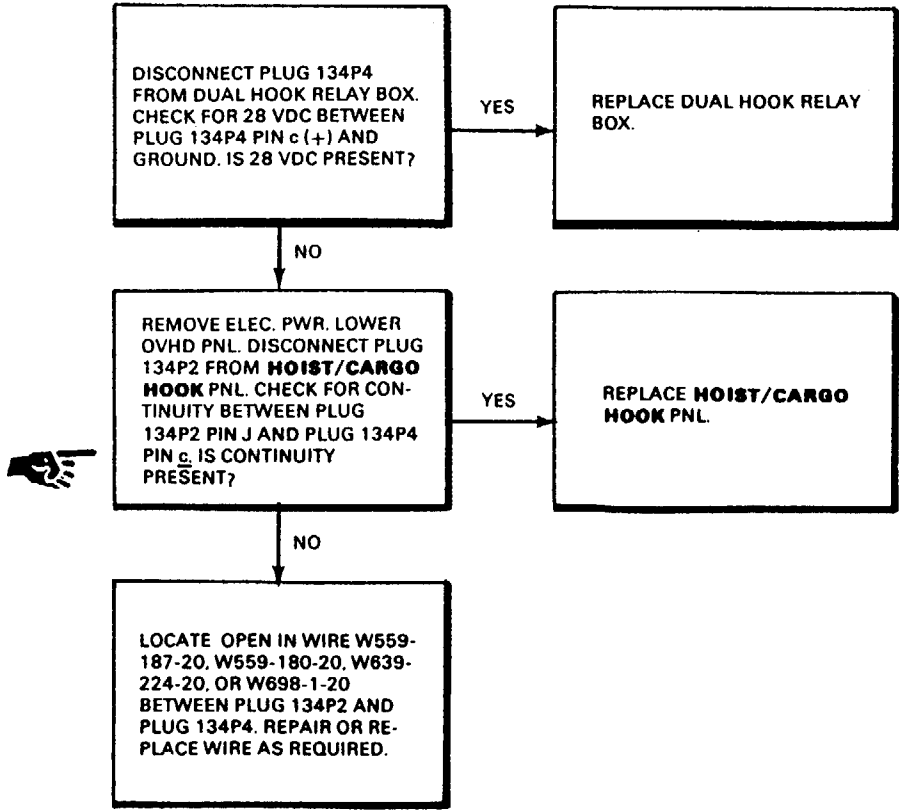 DISCONNECT PLUG 134P4
FROM DUAL HOOK RELAY BOX.
CHECK FOR 28 VDC BETWEEN
PLUG 134P4 PIN c (+) AND
GROUND. IS 28 VDC PRESENT?
YES
REPLACE DUAL HOOK RELAY
BOX.
NO
REMOVE ELEC. PWR. LOWER
OVHD PNL. DISCONNECT PLUG
134P2 FROM HOIST/CARGO
HOOK PNL. CHECK FOR CON-
TINUITY BETWEEN PLUG
134P2 PIN J AND PLUG 134P4
PIN c. IS CONTINUITY
PRESENT?
YES
REPLACE HOIST/CARGO
HOOK PNL.
NO
LOCATE OPEN IN WIRE W559-
187-20, W559-180-20, W639-
224-20, OR W698-1-20
BETWEEN PLUG 134P2 AND
PLUG 134P4. REPAIR OR RE-
PLACE WIRE AS REQUIRED.